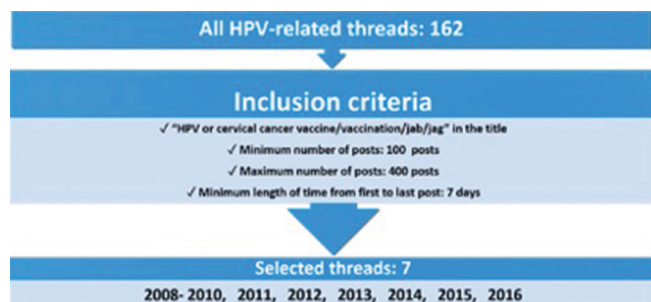 All HPV-related threads: 162
Inclusion criteria
✓ "HPV or cervical cancer vaccine/vaccination/jab/jag" in the title
✓ Minimum number of posts: 100 posts
✓ Maximum number of posts: 400 posts
✓ Minimum length of time from first to last post: 7 days
Selected threads: 7
2008- 2010, 2011, 2012, 2013, 2014, 2015, 2016